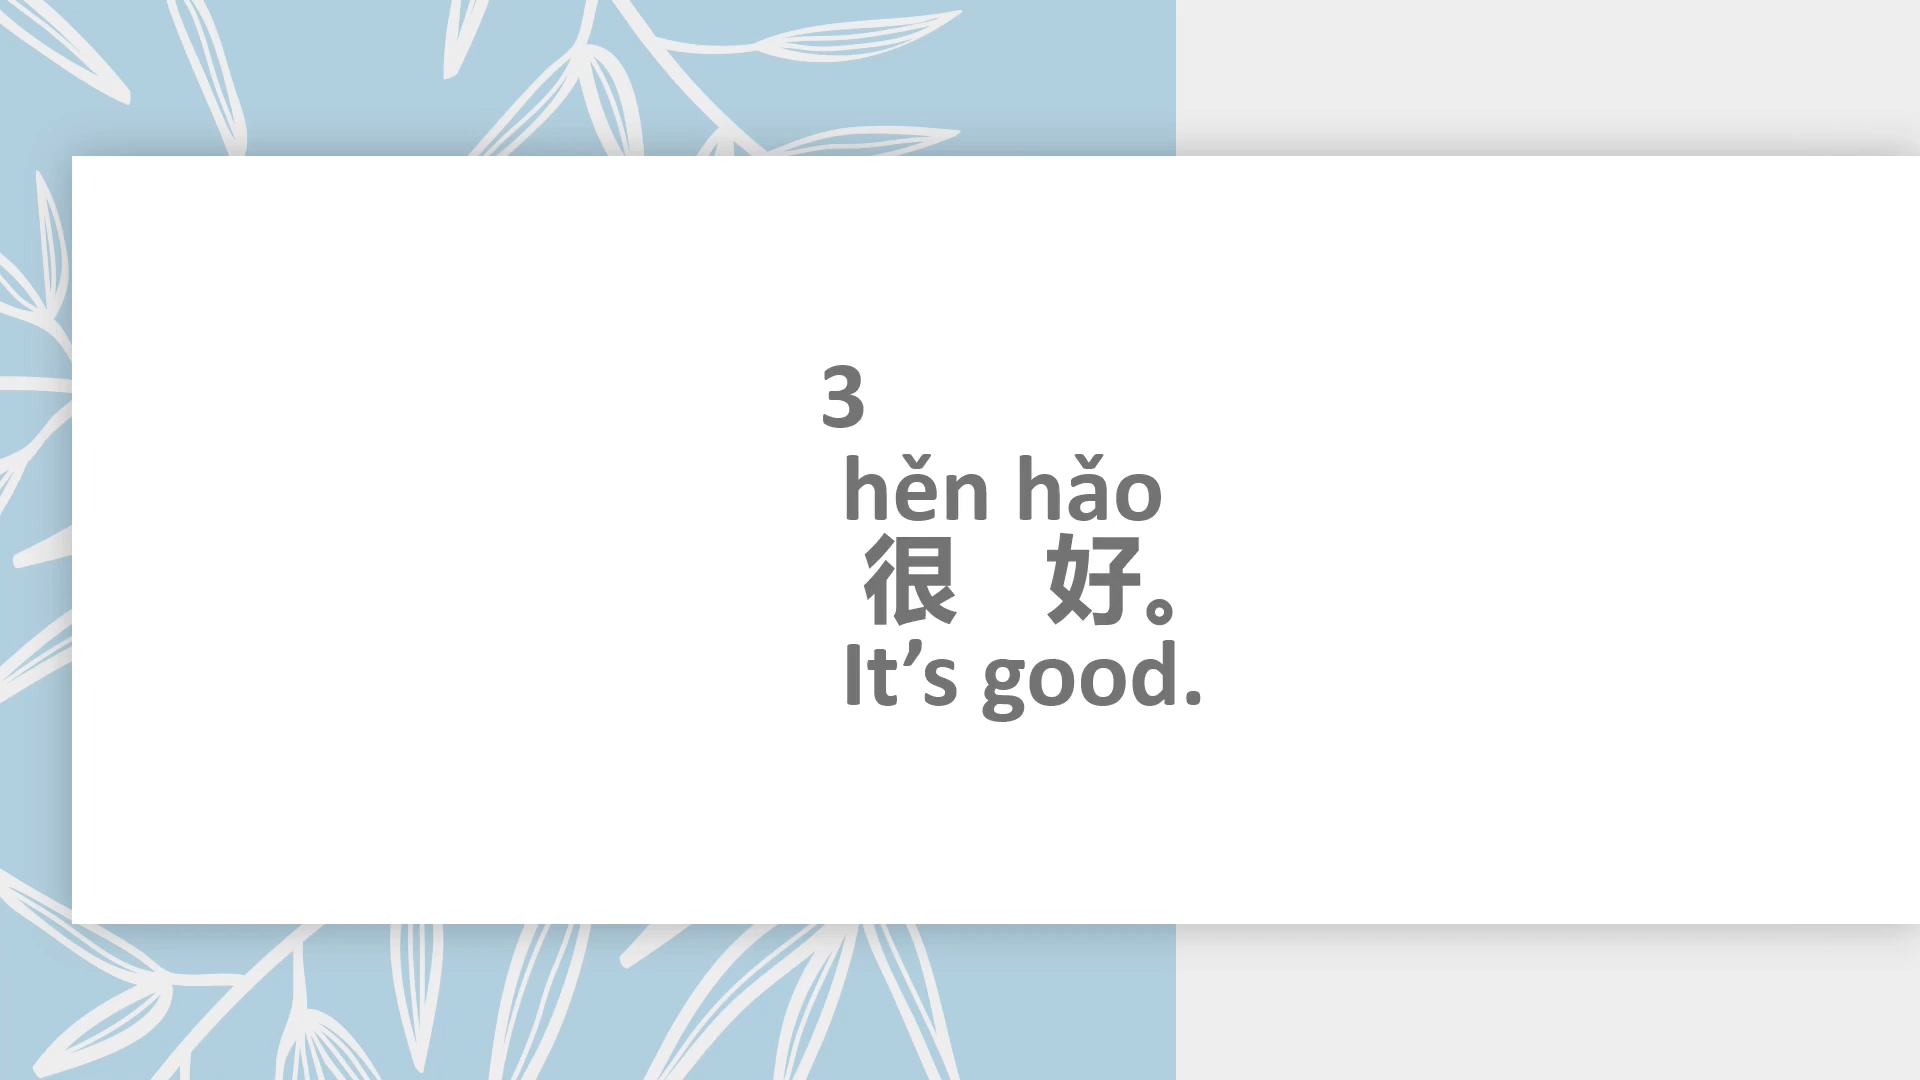 3
hěn hǎo
很 好。
It’s good.